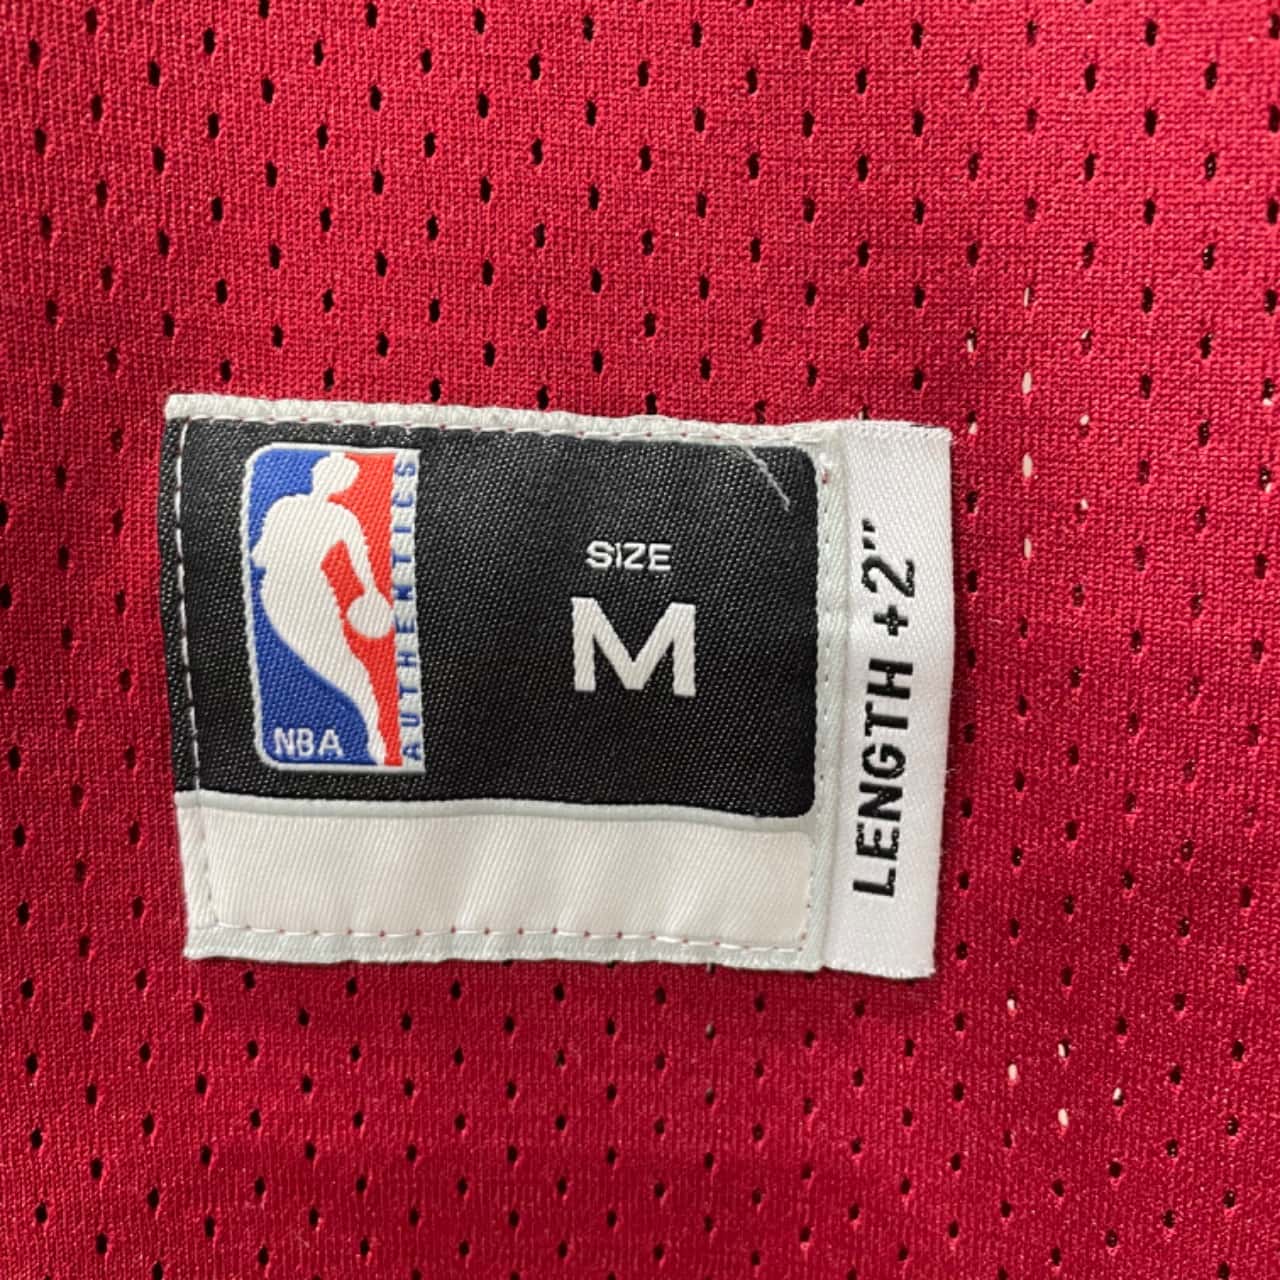 NBA
AUTHENTICS
SIZE
M
LENGTH +2"